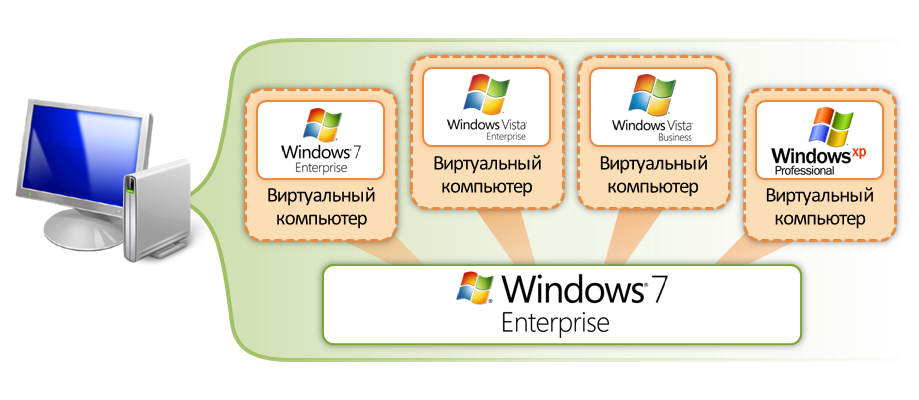 Windows 7
Enterprise
Виртуальный
компьютер
Windows Vista
Enterprise
Виртуальный
компьютер
Windows Vista
Business
Виртуальный
компьютер
Windows xp
Professional
Виртуальный
компьютер
Windows 7
Enterprise